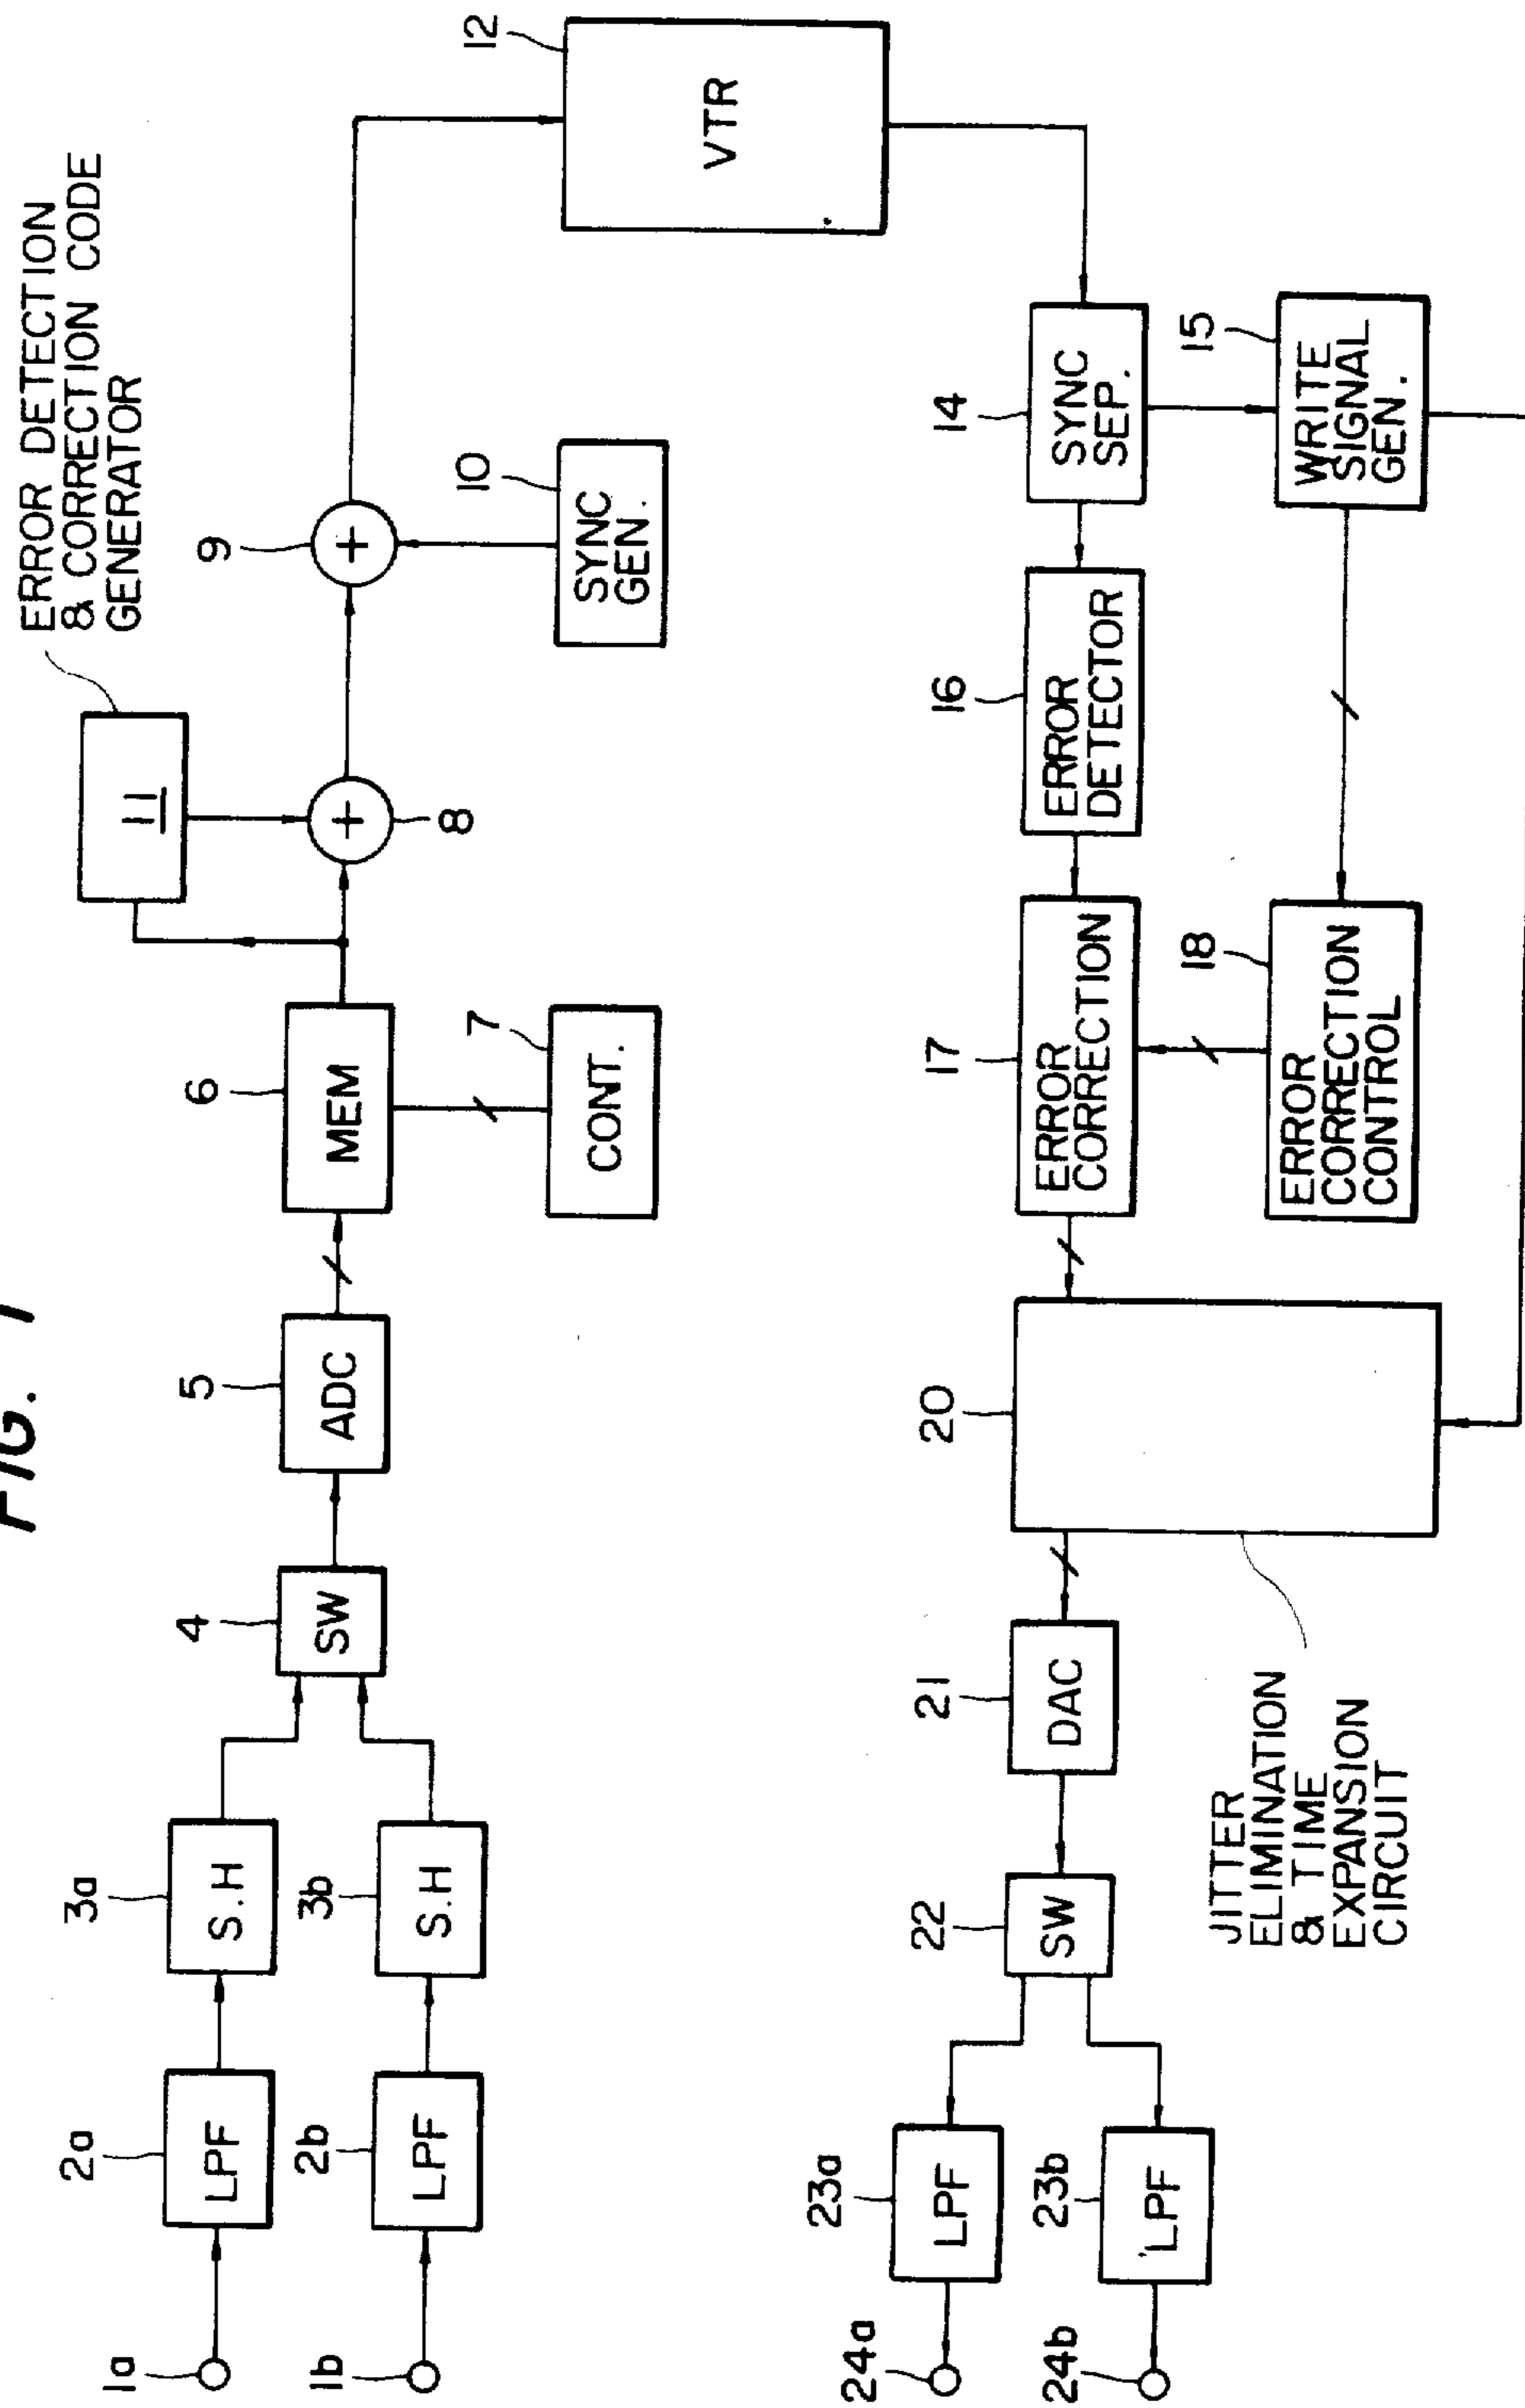 FIG. 1
ERROR DETECTION
& CORRECTION CODE
GENERATOR
11
1a
2a
LPF
3a
S.H
1b
2b
LPF
3b
S.H
4
SW
5
ADC
6
MEM
7
CONT.
8
+
9
+
10
SYNC
GEN.
12
VTR
14
SYNC
SEP.
15
WRITE
SIGNAL
GEN.
16
ERROR
DETECTOR
17
ERROR
CORRECTION
18
ERROR
CORRECTION
CONTROL
20
JITTER
ELIMINATION
& TIME
EXPANSION
CIRCUIT
21
DAC
22
SW
23a
LPF
24a
23b
LPF
24b